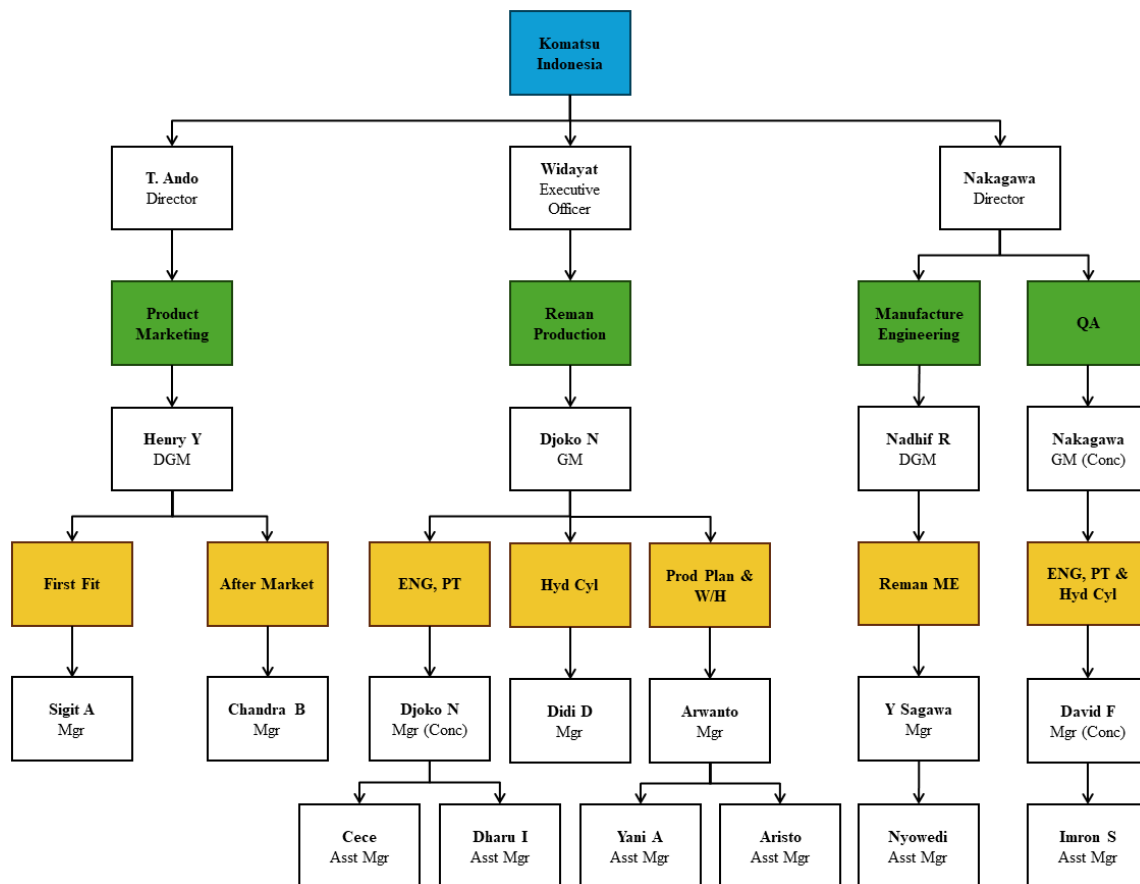 Komatsu
Indonesia
T. Ando
Director
Widayat
Executive
Officer
Nakagawa
Director
Product
Marketing
Reman
Production
Manufacture
Engineering
QA
Henry Y
DGM
Djoko N
GM
Nadhif R
DGM
Nakagawa
GM (Conc)
First Fit
After Market
ENG, PT
Hyd Cyl
Prod Plan &
W/H
Reman ME
ENG, PT &
Hyd Cyl
Sigit A
Mgr
Chandra B
Mgr
Djoko N
Mgr (Conc)
Didi D
Mgr
Arwanto
Mgr
Y Sagawa
Mgr
David F
Mgr (Conc)
Cece
Asst Mgr
Dharu I
Asst Mgr
Yani A
Asst Mgr
Aristo
Asst Mgr
Nyowedi
Asst Mgr
Imron S
Asst Mgr